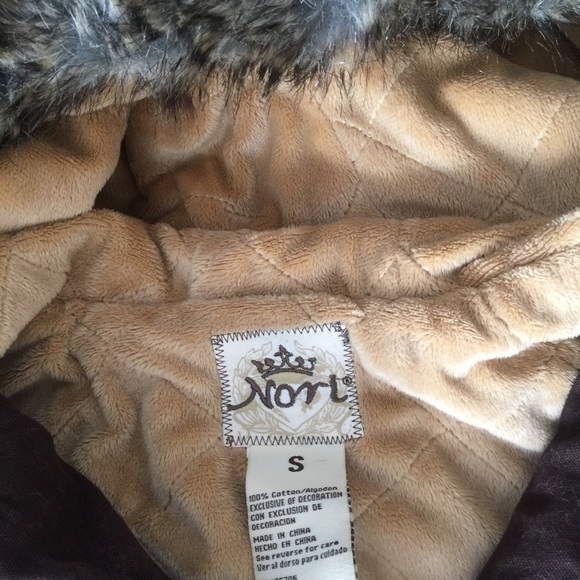 Nori®
S
100% Cotton/Algodon
EXCLUSIVE OF DECORATION
CON EXCLUSION DE
DECORACION
MADE IN CHINA
HECHO EN CHINA
See reverse for care
Ver al dorso para cuidado